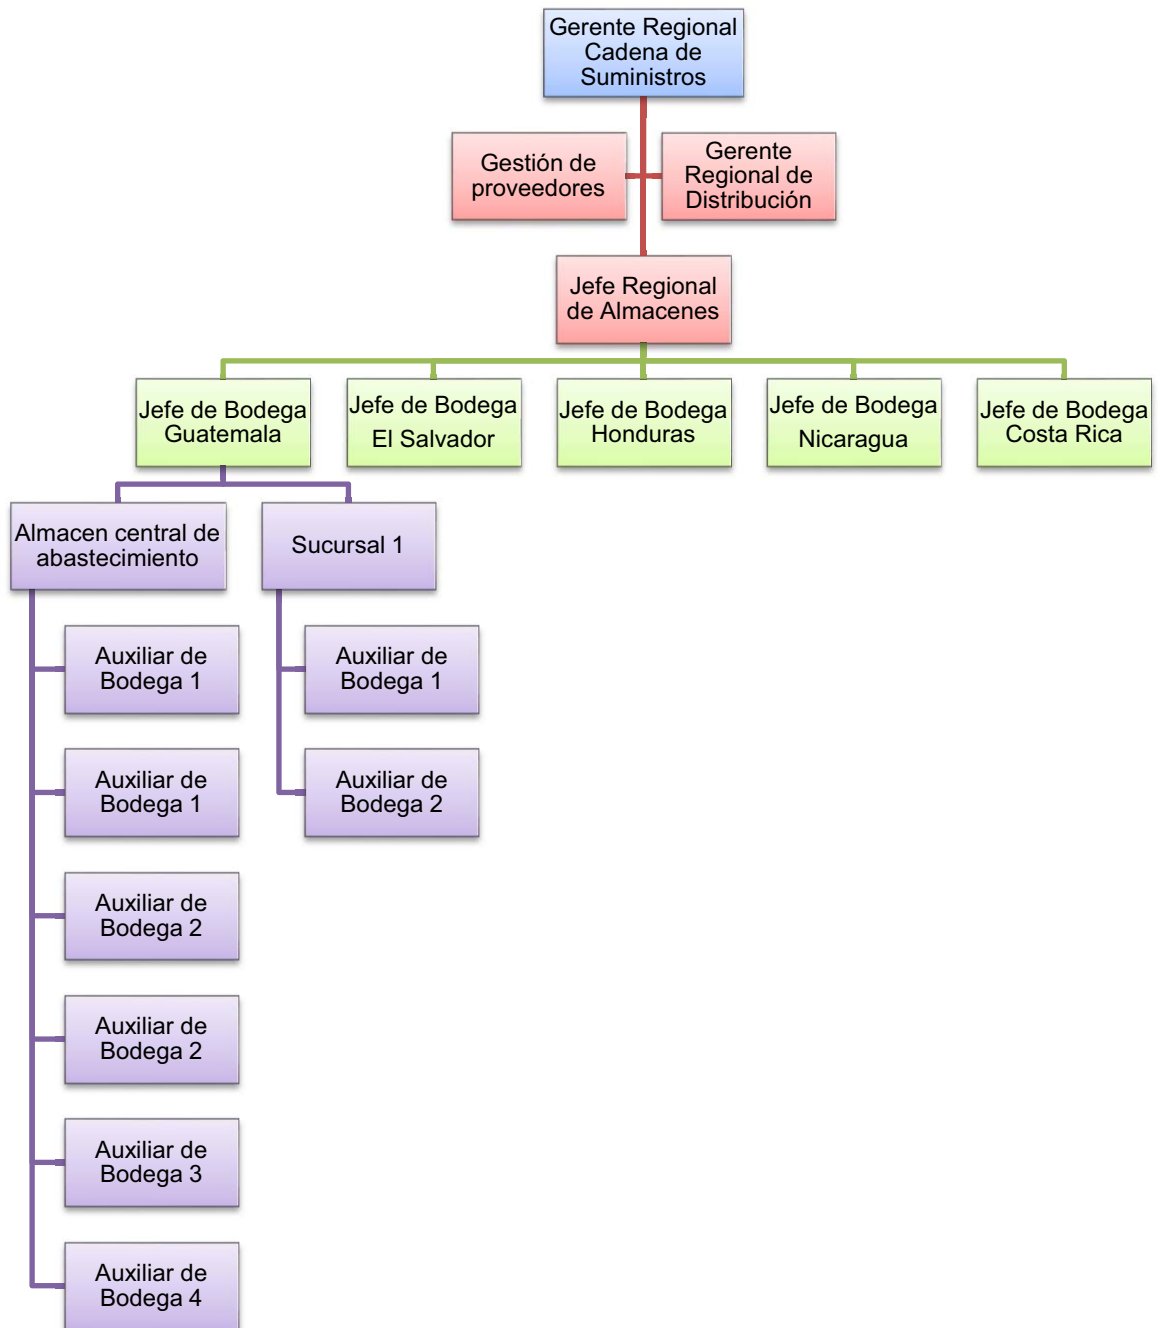 Gerente Regional
Cadena de
Suministros
Gestión de
proveedores
Gerente
Regional de
Distribución
Jefe Regional
de Almacenes
Jefe de Bodega
Guatemala
Jefe de Bodega
El Salvador
Jefe de Bodega
Honduras
Jefe de Bodega
Nicaragua
Jefe de Bodega
Costa Rica
Almacen central de
abastecimiento
Sucursal 1
Auxiliar de
Bodega 1
Auxiliar de
Bodega 1
Auxiliar de
Bodega 2
Auxiliar de
Bodega 2
Auxiliar de
Bodega 3
Auxiliar de
Bodega 4
Auxiliar de
Bodega 1
Auxiliar de
Bodega 2